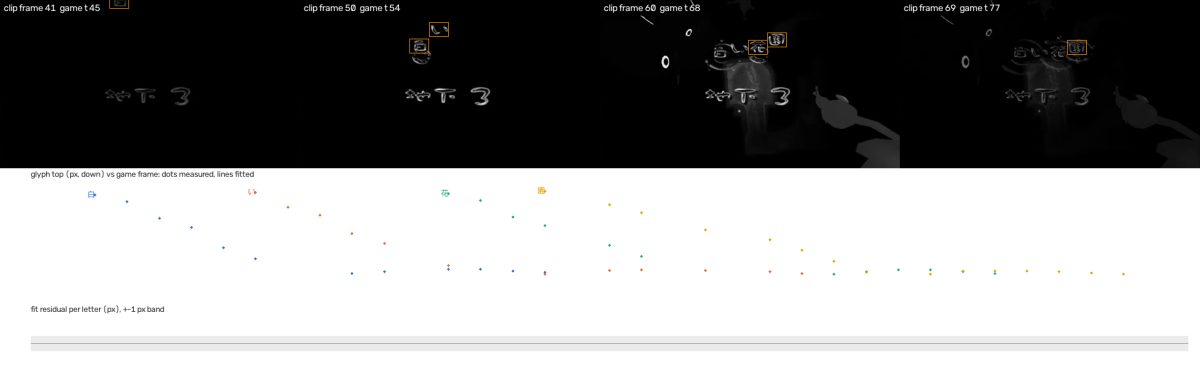 clip frame 41 game t 45
clip frame 50 game t 54
clip frame 60 game t 68
clip frame 69 game t 77
glyph top (px, down) vs game frame: dots measured, lines fitted
fit residual per letter (px), +-1 px band